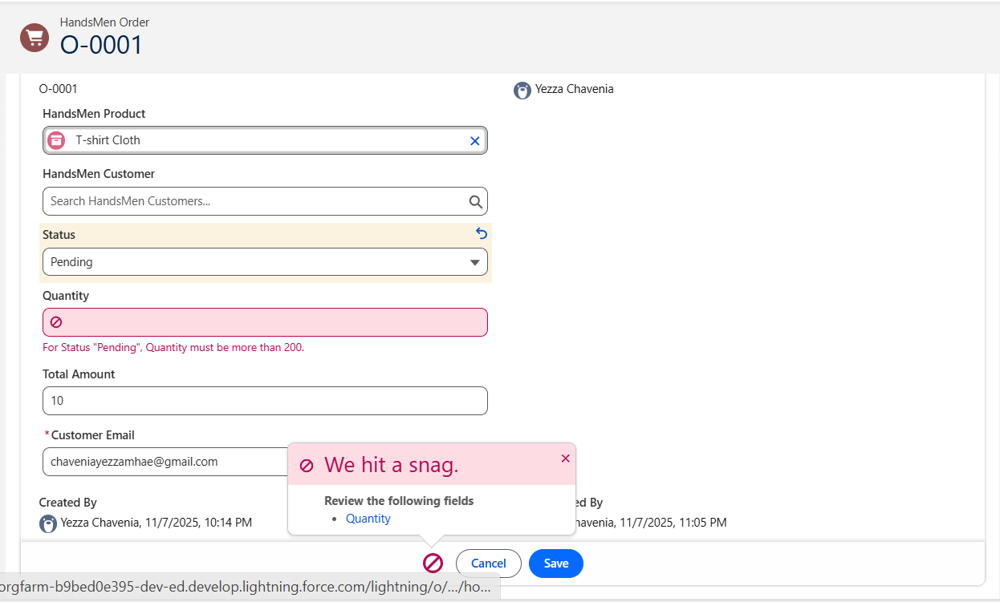 HandsMen Order
O-0001
O-0001
Yezza Chavenia
HandsMen Product
T-shirt Cloth
HandsMen Customer
Search HandsMen Customers...
Status
Pending
Quantity
For Status "Pending", Quantity must be more than 200.
Total Amount
10
*Customer Email
chaveniayezzamhae@gmail.com
We hit a snag.
Review the following fields
• Quantity
Created By
Yezza Chavenia, 11/7/2025, 10:14 PM
ed By
havenia, 11/7/2025, 11:05 PM
Cancel
Save
orgfarm-b9bed0e395-dev-ed.develop.lightning.force.com/lightning/o/.../ho...